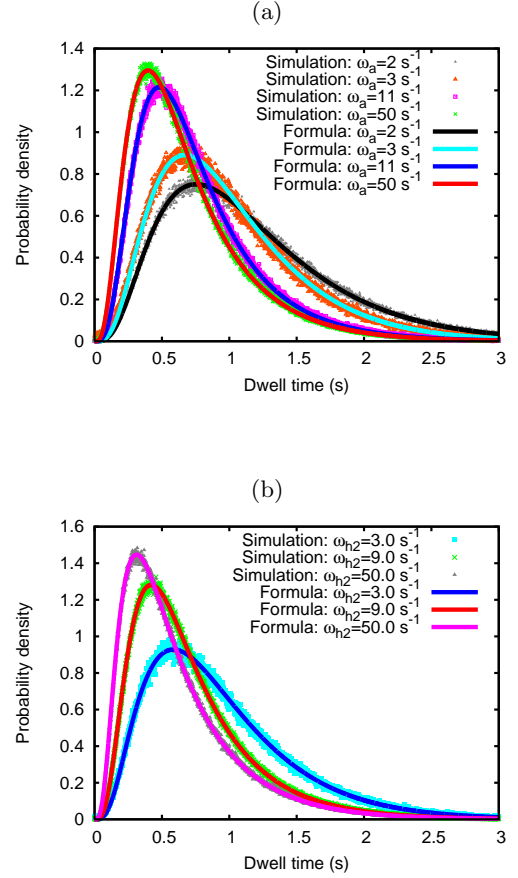 (a)
Probability density
1.4
1.2
1
0.8
0.6
0.4
0.2
0
Simulation: ωa=2 s-1
Simulation: ωa=3 s-1
Simulation: ωa=11 s-1
Simulation: ωa=50 s-1
Formula: ωa=2 s-1
Formula: ωa=3 s-1
Formula: ωa=11 s-1
Formula: ωa=50 s-1
0 0.5 1 1.5 2 2.5 3
Dwell time (s)
(b)
Probability density
1.6
1.4
1.2
1
0.8
0.6
0.4
0.2
0
Simulation: ωh2=3.0 s-1
Simulation: ωh2=9.0 s-1
Simulation: ωh2=50.0 s-1
Formula: ωh2=3.0 s-1
Formula: ωh2=9.0 s-1
Formula: ωh2=50.0 s-1
0 0.5 1 1.5 2 2.5 3
Dwell time (s)